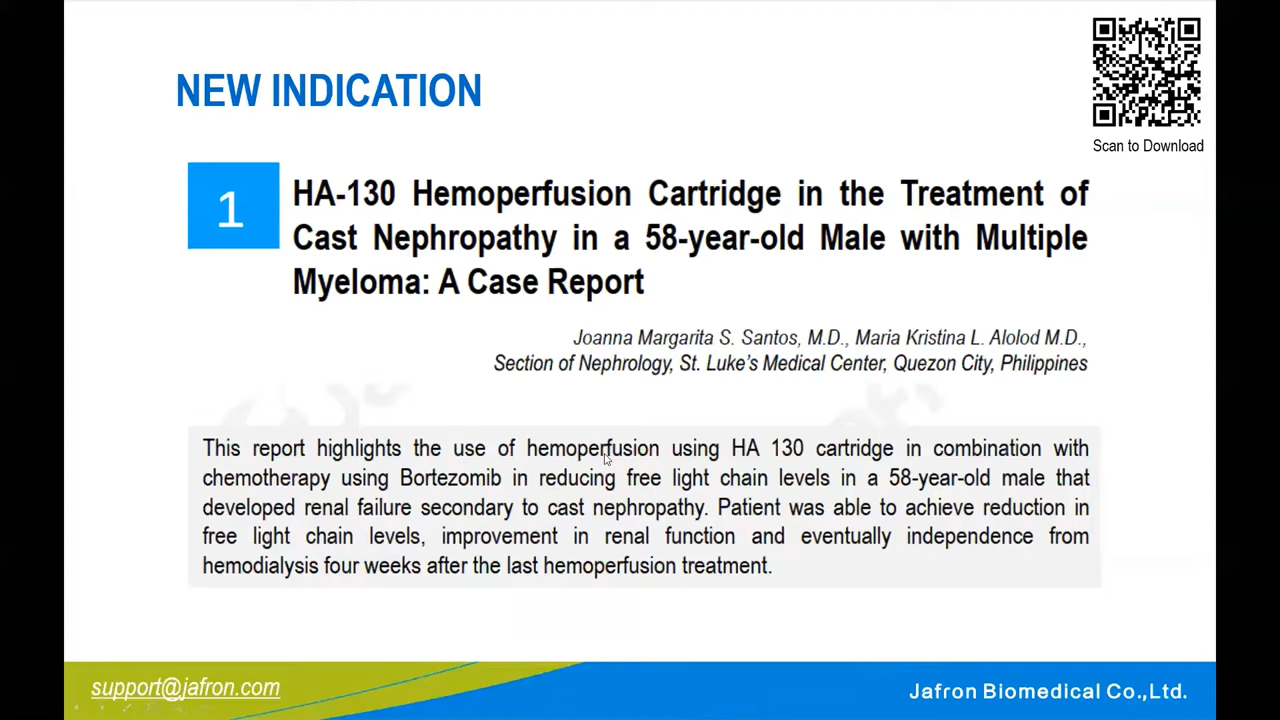 NEW INDICATION
Scan to Download
1
HA-130 Hemoperfusion Cartridge in the Treatment of
Cast Nephropathy in a 58-year-old Male with Multiple
Myeloma: A Case Report
Joanna Margarita S. Santos, M.D., Maria Kristina L. Alolod M.D.,
Section of Nephrology, St. Luke's Medical Center, Quezon City, Philippines
This report highlights the use of hemoperfusion using HA 130 cartridge in combination with
chemotherapy using Bortezomib in reducing free light chain levels in a 58-year-old male that
developed renal failure secondary to cast nephropathy. Patient was able to achieve reduction in
free light chain levels, improvement in renal function and eventually independence from
hemodialysis four weeks after the last hemoperfusion treatment.
support@jafron.com
Jafron Biomedical Co.,Ltd.